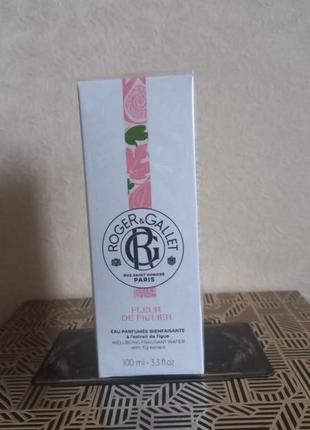 ROGER & GALLET
RG
RUE SAINT HONORÉ
PARIS
FLEUR
DE FIGUIER
EAU PARFUMÉE BIENFAISANTE
à l'extrait de figue
WELLBEING FRAGRANT WATER
with fig extract
100 ml - 3.3 fl.oz